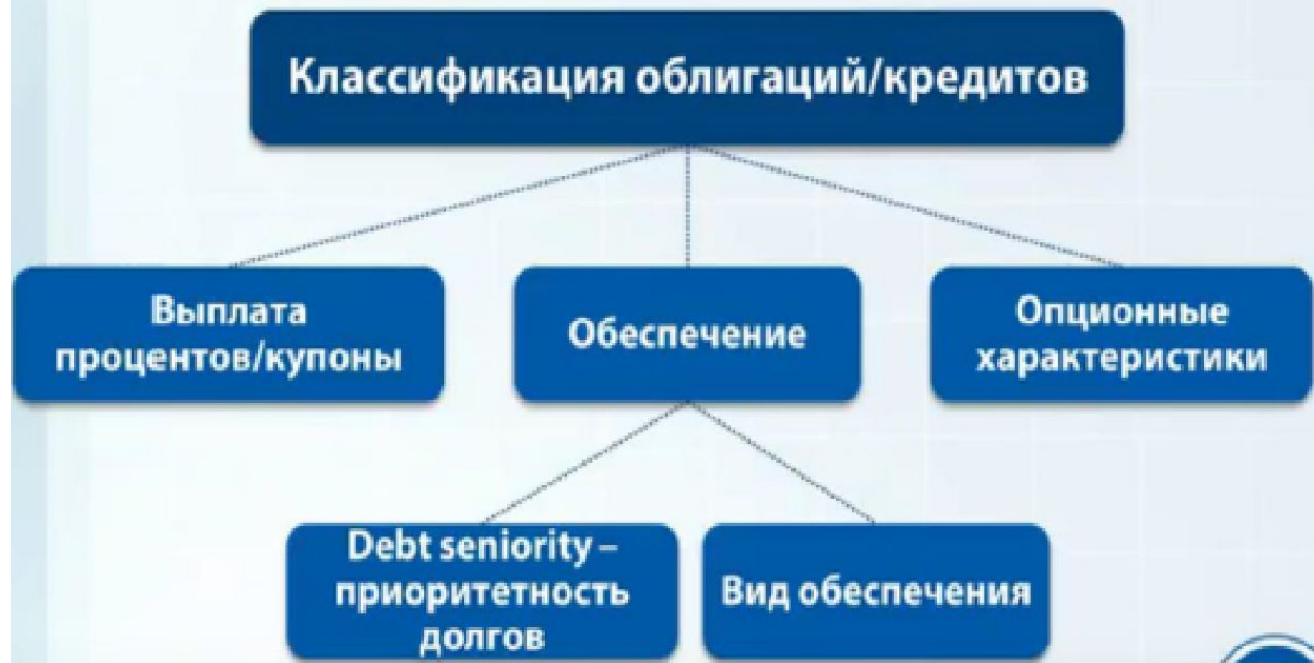 Классификация облигаций/кредитов
Выплата
процентов/купоны
Обеспечение
Опционные
характеристики
Debt seniority –
приоритетность
долгов
Вид обеспечения